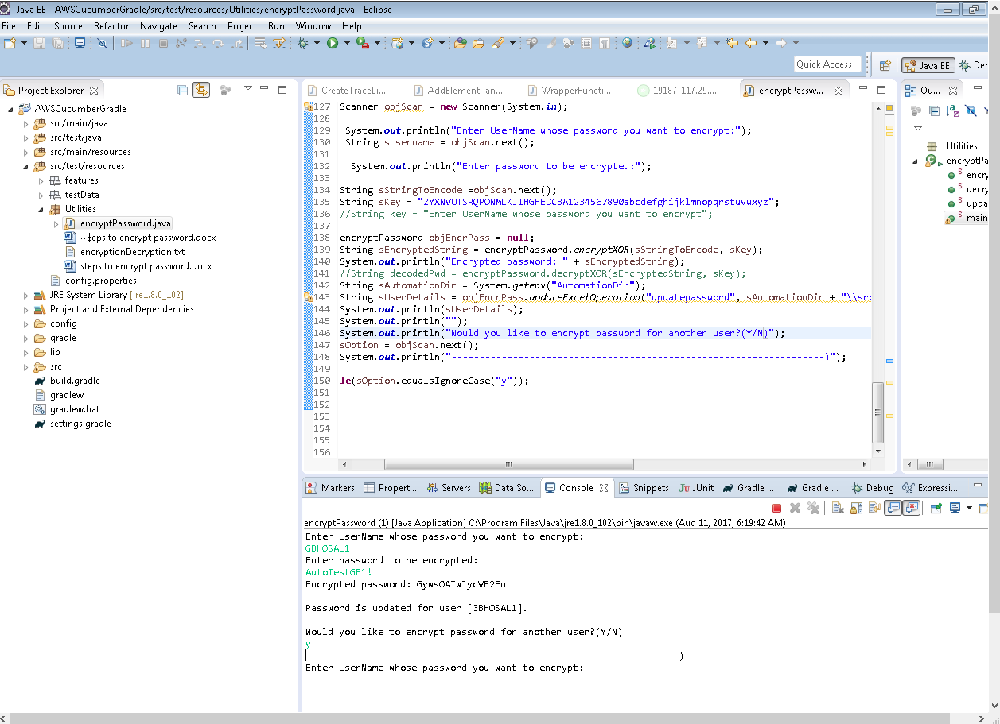 Java EE - AWSCucumberGradle/src/test/resources/Utilities/encryptPassword.java - Eclipse
File Edit Source Refactor Navigate Search Project Run Window Help
Quick Access
Java EE
Deb
Project Explorer
AWSCucumberGradle
src/main/java
src/test/java
src/main/resources
src/test/resources
features
testData
Utilities
encryptPassword.java
~$eps to encrypt password.docx
encryptionDecryption.txt
steps to encrypt password.docx
config.properties
JRE System Library [jre1.8.0_102]
Project and External Dependencies
config
gradle
lib
src
build.gradle
gradlew
gradlew.bat
settings.gradle
CreateTraceLi... AddElementPan... WrapperFuncti... 19187_117.29.... encryptPassw...
127 Scanner objScan = new Scanner(System.in);
128
129 System.out.println("Enter UserName whose password you want to encrypt:");
130 String sUsername = objScan.next();
131
132 System.out.println("Enter password to be encrypted:");
133
134 String sStringToEncode =objScan.next();
135 String sKey = "ZYXWVUTSRQPONMLKJIHGFEDCBA1234567890abcdefghijklmnopqrstuvwxyz";
136 //String key = "Enter UserName whose password you want to encrypt";
137
138 encryptPassword objEncrPass = null;
139 String sEncryptedString = encryptPassword.encryptXOR(sStringToEncode, sKey);
140 System.out.println("Encrypted password: " + sEncryptedString);
141 //String decodedPwd = encryptPassword.decryptXOR(sEncryptedString, sKey);
142 String sAutomationDir = System.getenv("AutomationDir");
143 String sUserDetails = objEncrPass.updateExcelOperation("updatepassword", sAutomationDir + "\\src
144 System.out.println(sUserDetails);
145 System.out.println("");
146 System.out.println("Would you like to encrypt password for another user?(Y/N)");
147 sOption = objScan.next();
148 System.out.println("-------------------------------------------------------------------)");
149
150 le(sOption.equalsIgnoreCase("y"));
151
152
153
154
155
156
Ou...
Utilities
encryptPa
encry
decry
upda
main
Markers Propert... Servers Data So... Console Snippets JUnit Gradle ... Gradle ... Debug Expressi...
encryptPassword (1) [Java Application] C:\Program Files\Java\jre1.8.0_102\bin\javaw.exe (Aug 11, 2017, 6:19:42 AM)
Enter UserName whose password you want to encrypt:
GBHOSAL1
Enter password to be encrypted:
AutoTestGB1!
Encrypted password: GywsOAIwJycVE2Fu
Password is updated for user [GBHOSAL1].
Would you like to encrypt password for another user?(Y/N)
y
-------------------------------------------------------------------)
Enter UserName whose password you want to encrypt: